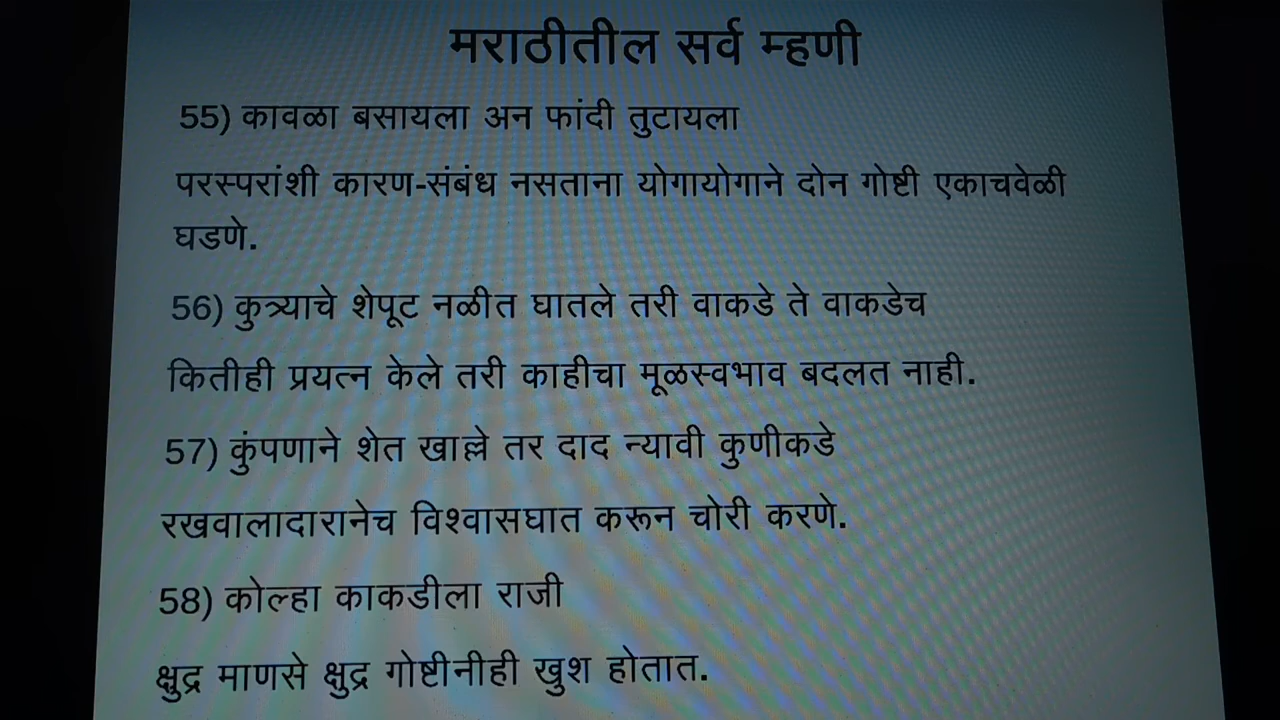 मराठीतील सर्व म्हणी
55) कावळा बसायला अन फांदी तुटायला
परस्परांशी कारण-संबंध नसताना योगायोगाने दोन गोष्टी एकाचवेळी
घडणे.
56) कुत्र्याचे शेपूट नळीत घातले तरी वाकडे ते वाकडेच
कितीही प्रयत्न केले तरी काहीचा मूळस्वभाव बदलत नाही.
57) कुंपणाने शेत खाल्ले तर दाद न्यावी कुणीकडे
रखवालादारानेच विश्वासघात करून चोरी करणे.
58) कोल्हा काकडीला राजी
क्षुद्र माणसे क्षुद्र गोष्टीनीही खुश होतात.